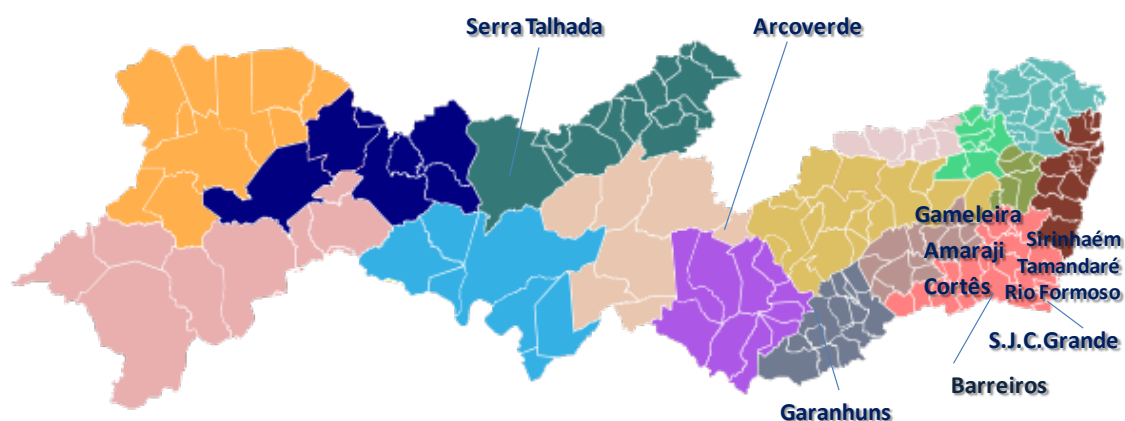 Serra Talhada
Arcoverde
Gameleira
Sirinhaém
Amaraji
Tamandaré
Cortês
Rio Formoso
S.J.C.Grande
Barreiros
Garanhuns